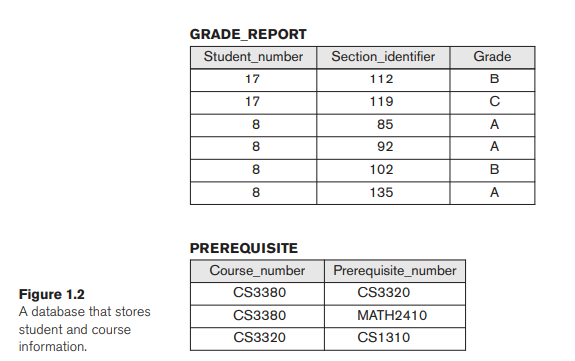 GRADE_REPORT
Student_number Section_identifier Grade
17 112 B
17 119 C
8 85 A
8 92 A
8 102 B
8 135 A
PREREQUISITE
Course_number Prerequisite_number
CS3380 CS3320
CS3380 MATH2410
CS3320 CS1310
Figure 1.2
A database that stores
student and course
information.